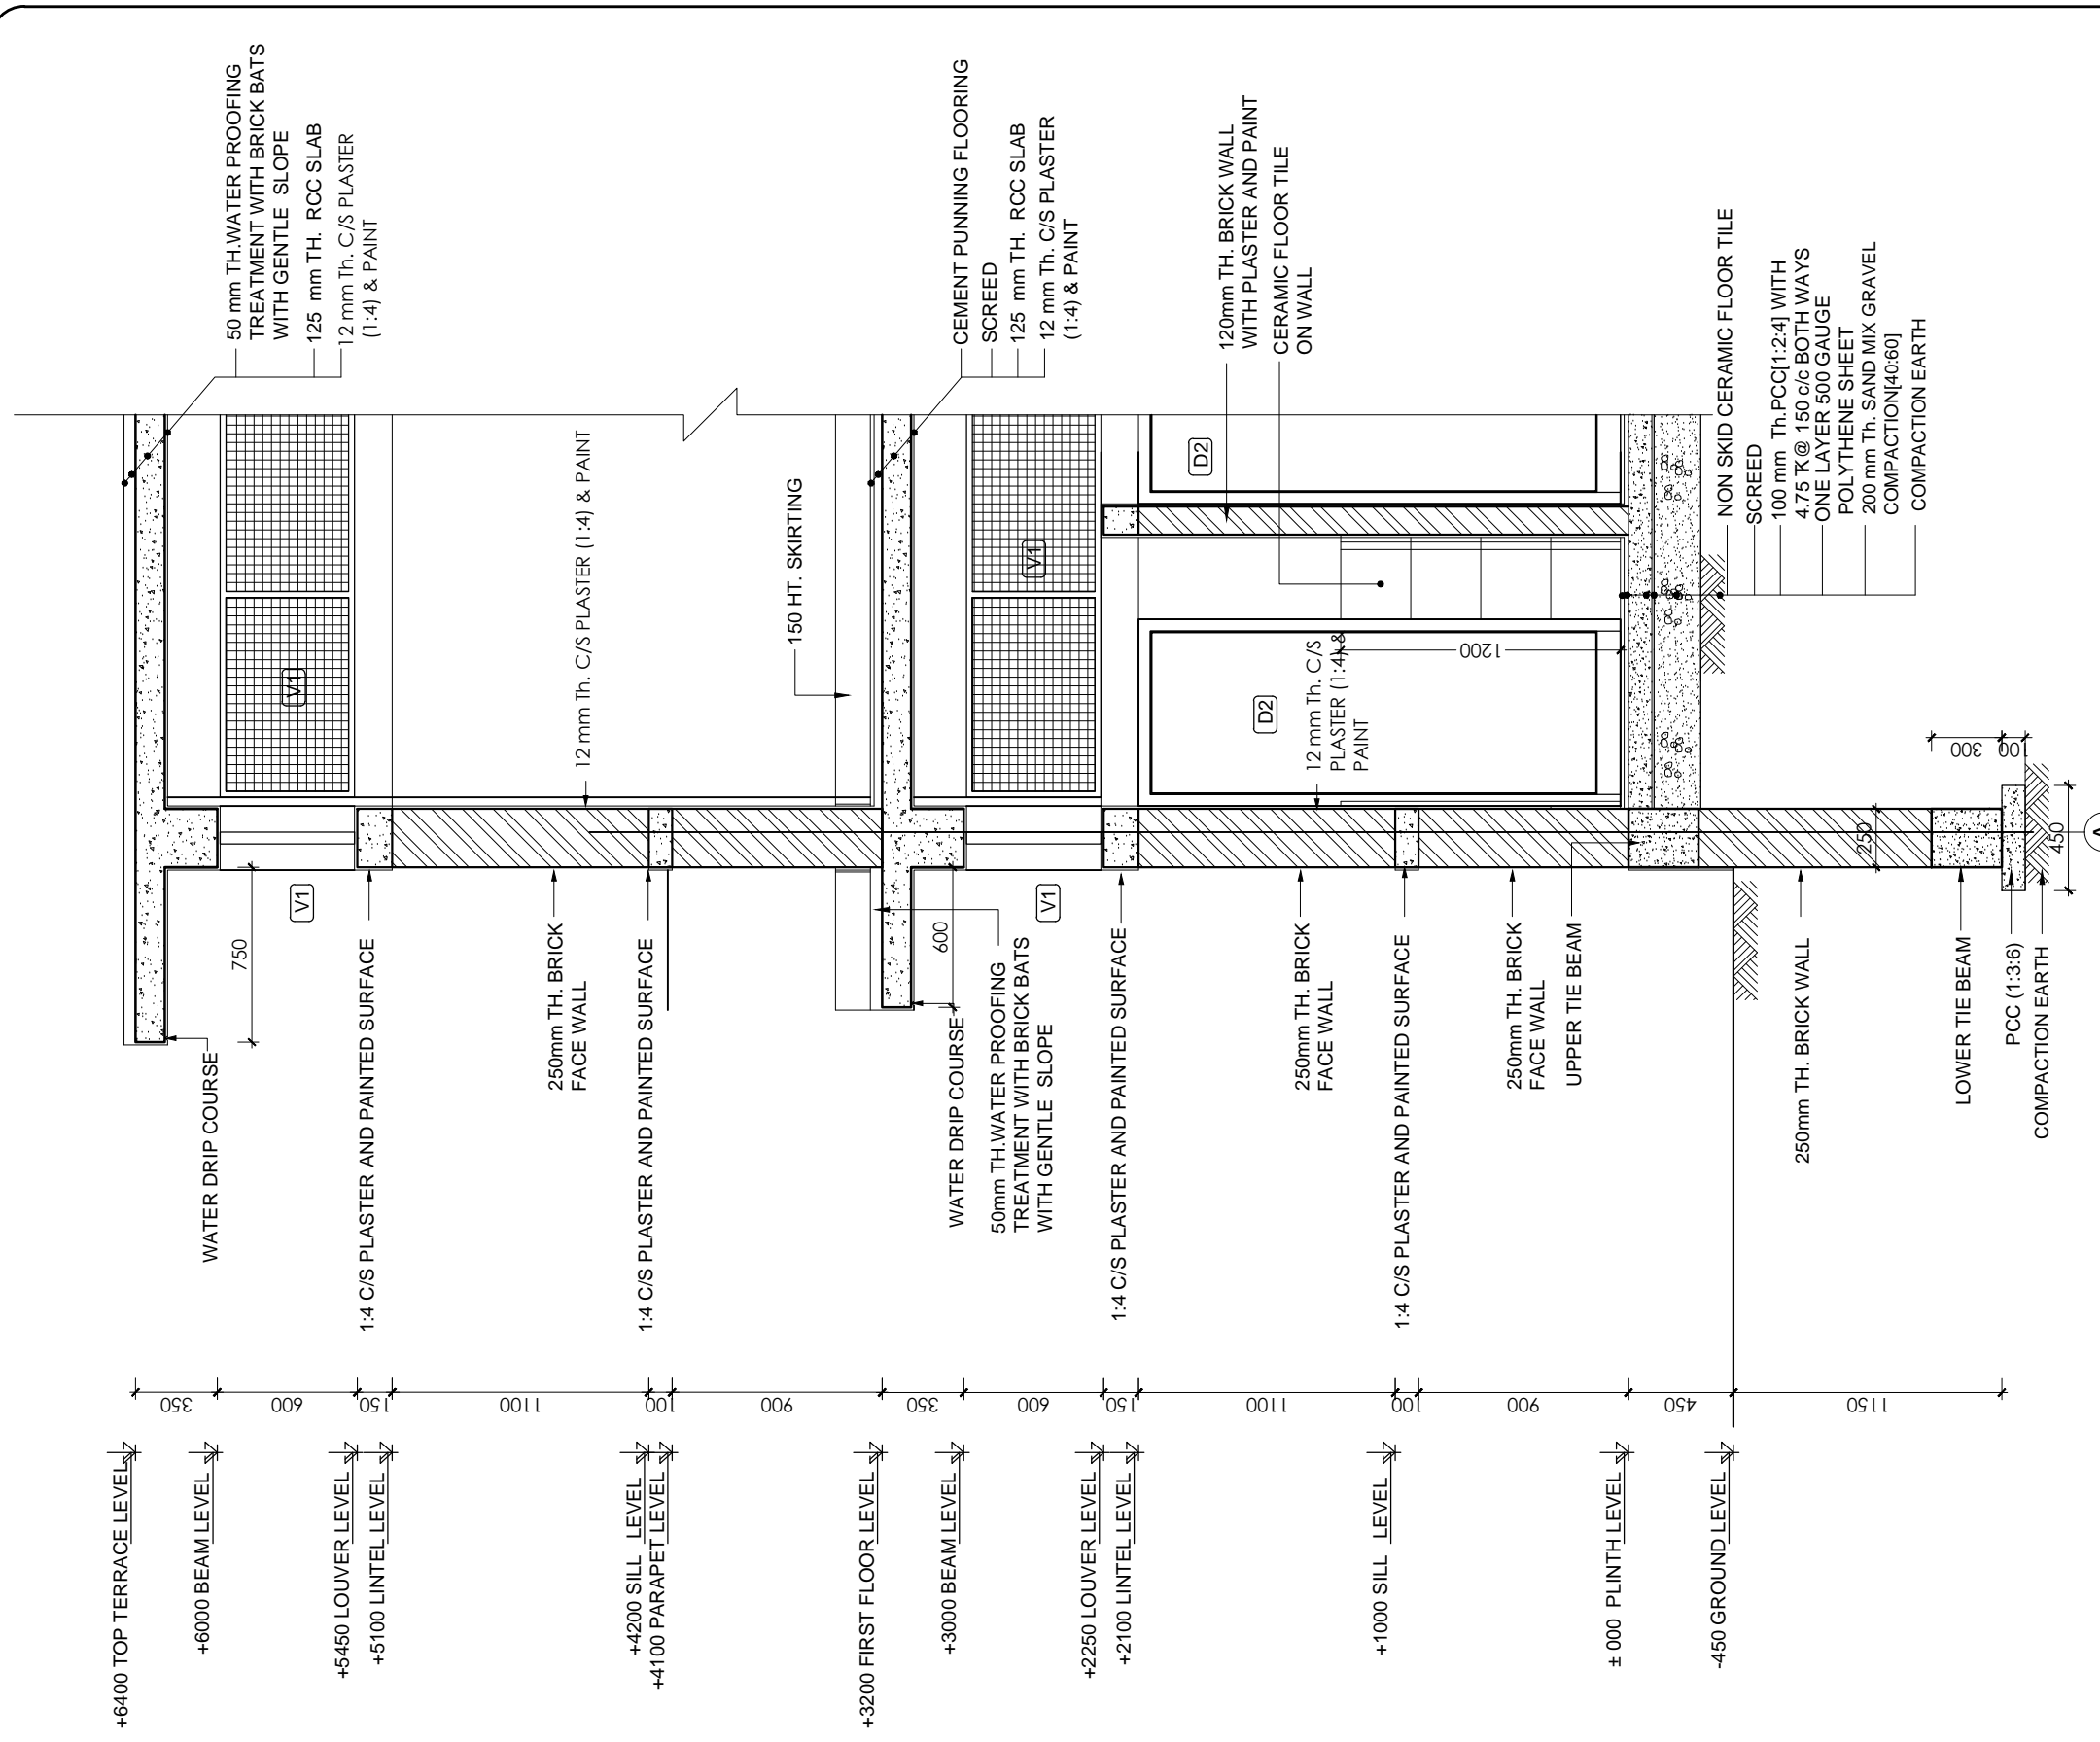 50 mm TH.WATER PROOFING
TREATMENT WITH BRICK BATS
WITH GENTLE SLOPE
125 mm TH. RCC SLAB
12 mm Th. C/S PLASTER
(1:4) & PAINT
V1
12 mm Th. C/S PLASTER (1:4) & PAINT
150 HT. SKIRTING
CEMENT PUNNING FLOORING
SCREED
125 mm TH. RCC SLAB
12 mm Th. C/S PLASTER
(1:4) & PAINT
V1
120mm TH. BRICK WALL
WITH PLASTER AND PAINT
CERAMIC FLOOR TILE
ON WALL
D2
D2
12 mm Th. C/S
PLASTER (1:4) &
PAINT
1200
NON SKID CERAMIC FLOOR TILE
SCREED
100 mm Th.PCC[1:2:4] WITH
4.75 TK @ 150 c/c BOTH WAYS
ONE LAYER 500 GAUGE
POLYTHENE SHEET
200 mm Th. SAND MIX GRAVEL
COMPACTION[40:60]
COMPACTION EARTH
300
100
250
450
A
750
V1
WATER DRIP COURSE
1:4 C/S PLASTER AND PAINTED SURFACE
250mm TH. BRICK
FACE WALL
1:4 C/S PLASTER AND PAINTED SURFACE
600
V1
WATER DRIP COURSE
50mm TH.WATER PROOFING
TREATMENT WITH BRICK BATS
WITH GENTLE SLOPE
1:4 C/S PLASTER AND PAINTED SURFACE
250mm TH. BRICK
FACE WALL
1:4 C/S PLASTER AND PAINTED SURFACE
250mm TH. BRICK
FACE WALL
UPPER TIE BEAM
250mm TH. BRICK WALL
LOWER TIE BEAM
PCC (1:3:6)
COMPACTION EARTH
350
600
150
1100
100
900
350
600
150
1100
100
900
450
1150
+6400 TOP TERRACE LEVEL
+6000 BEAM LEVEL
+5450 LOUVER LEVEL
+5100 LINTEL LEVEL
+4200 SILL LEVEL
+4100 PARAPET LEVEL
+3200 FIRST FLOOR LEVEL
+3000 BEAM LEVEL
+2250 LOUVER LEVEL
+2100 LINTEL LEVEL
+1000 SILL LEVEL
± 000 PLINTH LEVEL
-450 GROUND LEVEL